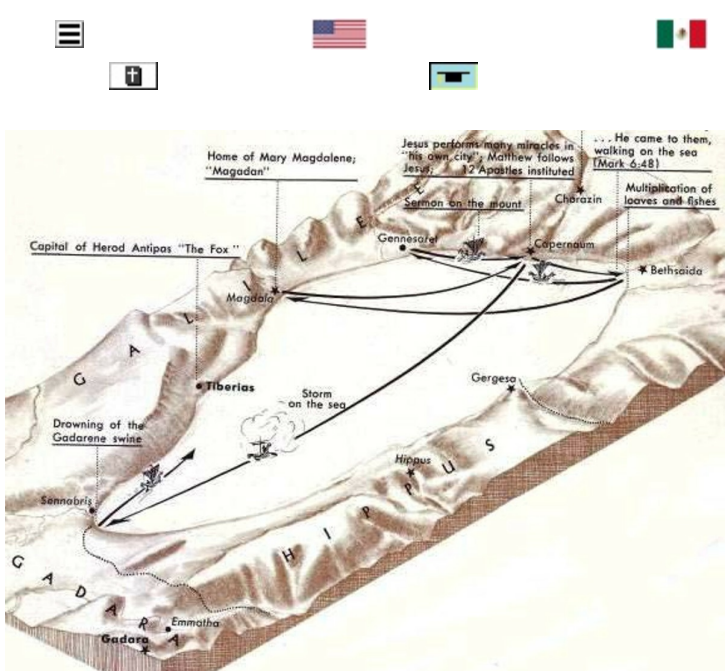 . . . He came to them,
walking on the sea
(Mark 6:48)
Jesus performs many miracles in
"his own city"; Matthew follows
Jesus; 12 Apostles instituted
Home of Mary Magdalene;
"Magadan"
Multiplication of
loaves and fishes
Chorazin
Sermon on the mount
Gennesaret
Capernaum
Bethsaida
Capital of Herod Antipas "The Fox "
Magdala
GALILEE
Tiberias
Gergesa
Storm
on the sea
Drowning of the
Gadarene swine
Hippus
HIPPUS
Sennabris
GADARA
Emmatha
Gadara